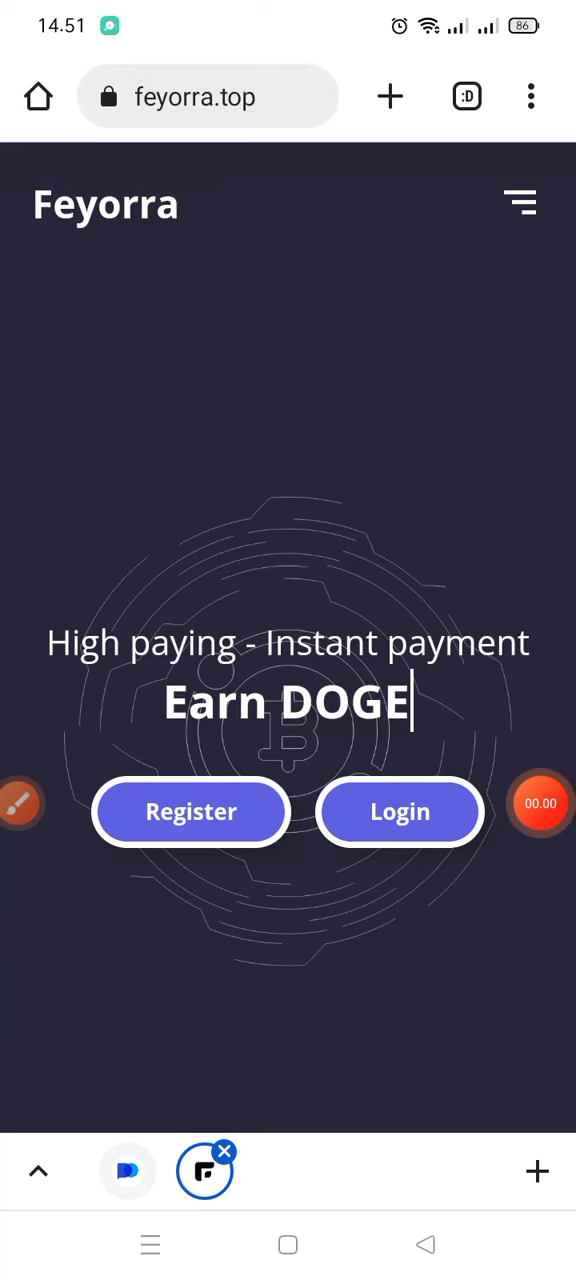 14.51
86
feyorra.top
:D
Feyorra
High paying - Instant payment
Earn DOGE
Register
Login
00.00